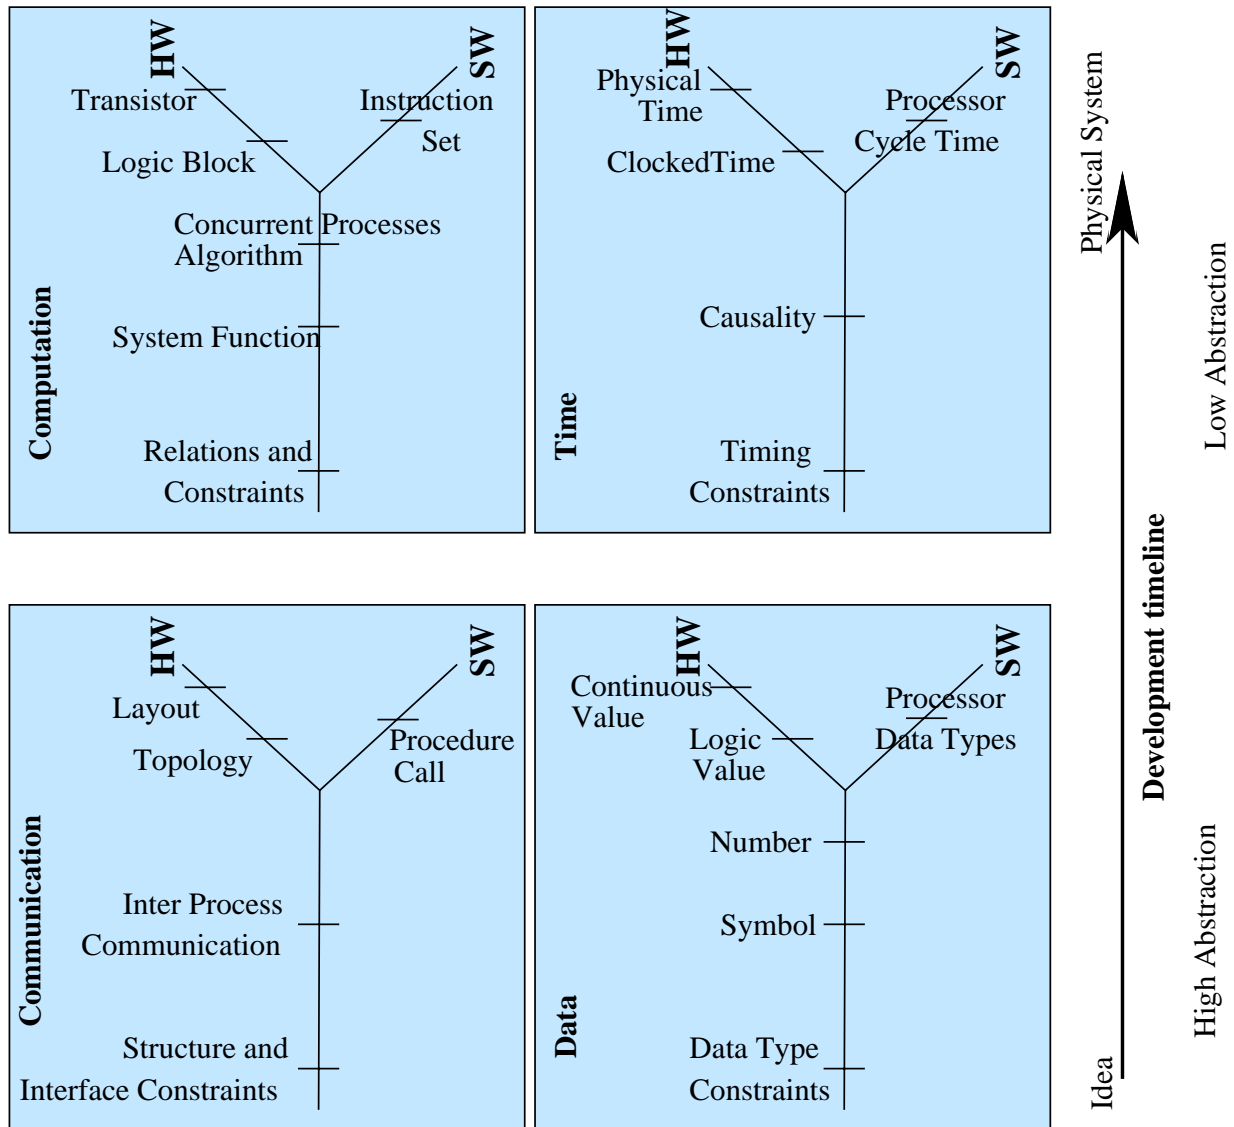 HW
SW
Transistor
Instruction
Set
Logic Block
Concurrent Processes
Algorithm
System Function
Relations and
Constraints
Computation
HW
SW
Physical
Time
Processor
Cycle Time
ClockedTime
Causality
Timing
Constraints
Time
HW
SW
Layout
Topology
Procedure
Call
Inter Process
Communication
Structure and
Interface Constraints
Communication
HW
SW
Continuous
Value
Processor
Data Types
Logic
Value
Number
Symbol
Data Type
Constraints
Data
Physical System
Low Abstraction
Development timeline
High Abstraction
Idea